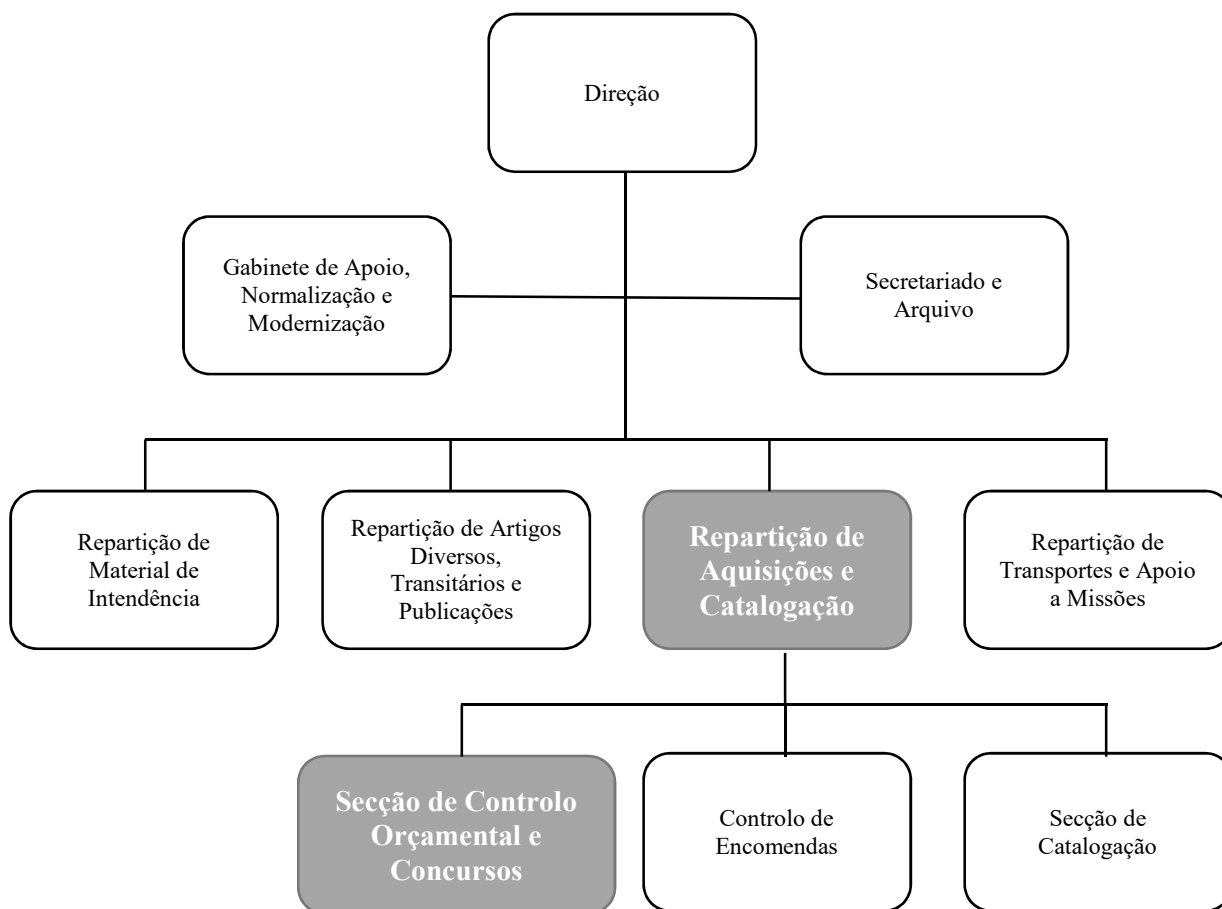 Direção
Gabinete de Apoio,
Normalização e
Modernização
Secretariado e
Arquivo
Repartição de
Material de
Intendência
Repartição de Artigos
Diversos,
Transitários e
Publicações
Repartição de
Aquisições e
Catalogação
Repartição de
Transportes e Apoio
a Missões
Secção de Controlo
Orçamental e
Concursos
Controlo de
Encomendas
Secção de
Catalogação